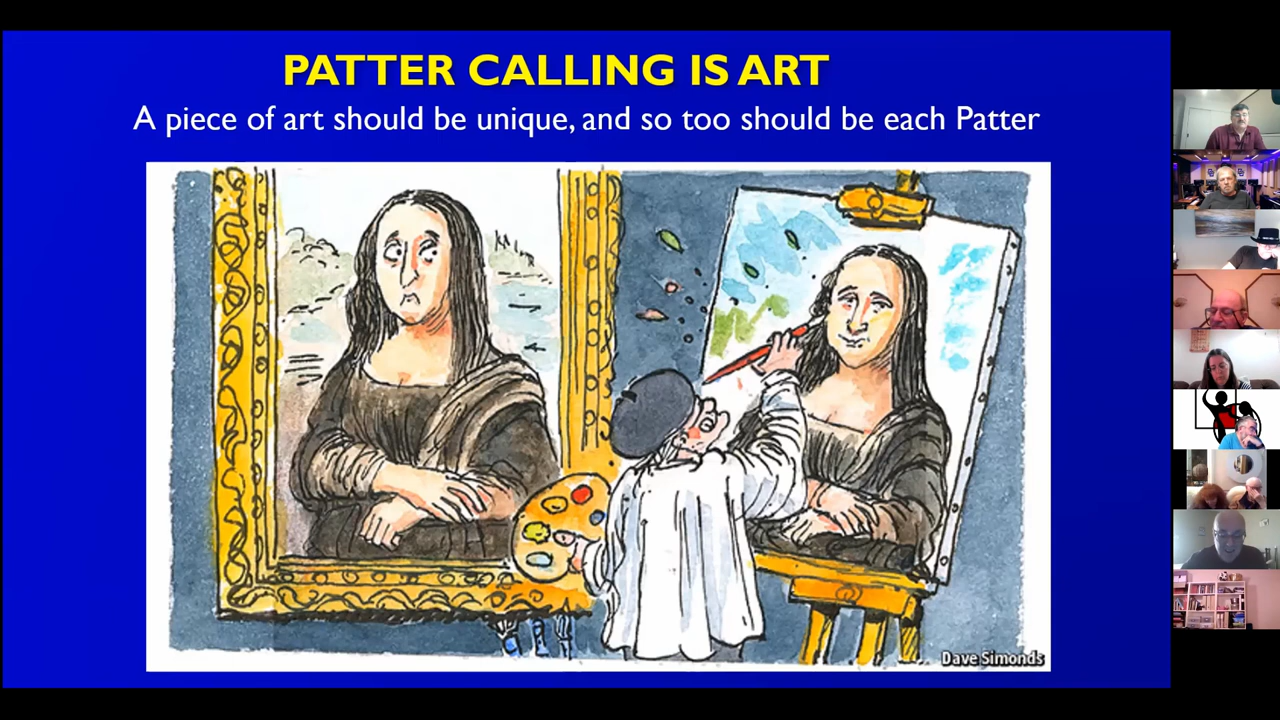 PATTER CALLING IS ART
A piece of art should be unique, and so too should be each Patter
Dave Simonds